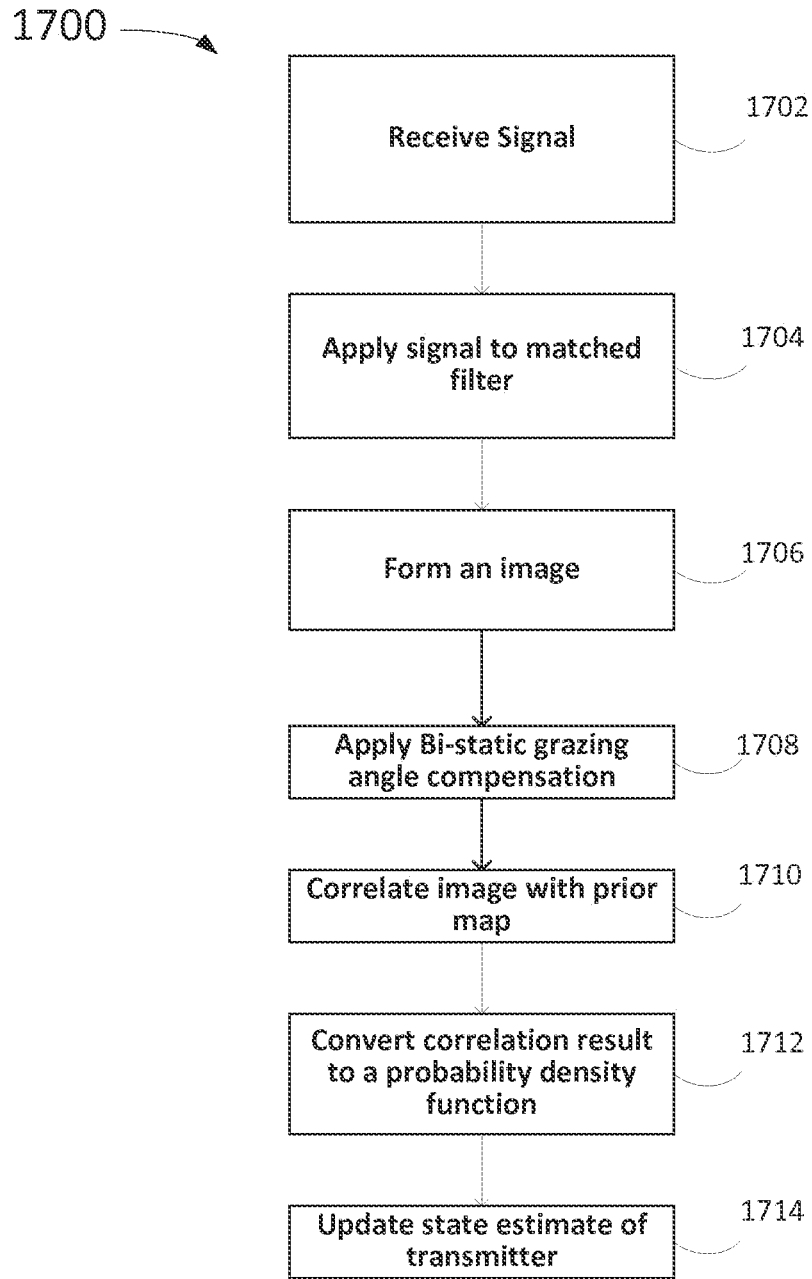 1700
Receive Signal
1702
Apply signal to matched
filter
1704
Form an image
1706
Apply Bi-static grazing
angle compensation
1708
Correlate image with prior
map
1710
Convert correlation result
to a probability density
function
1712
Update state estimate of
transmitter
1714